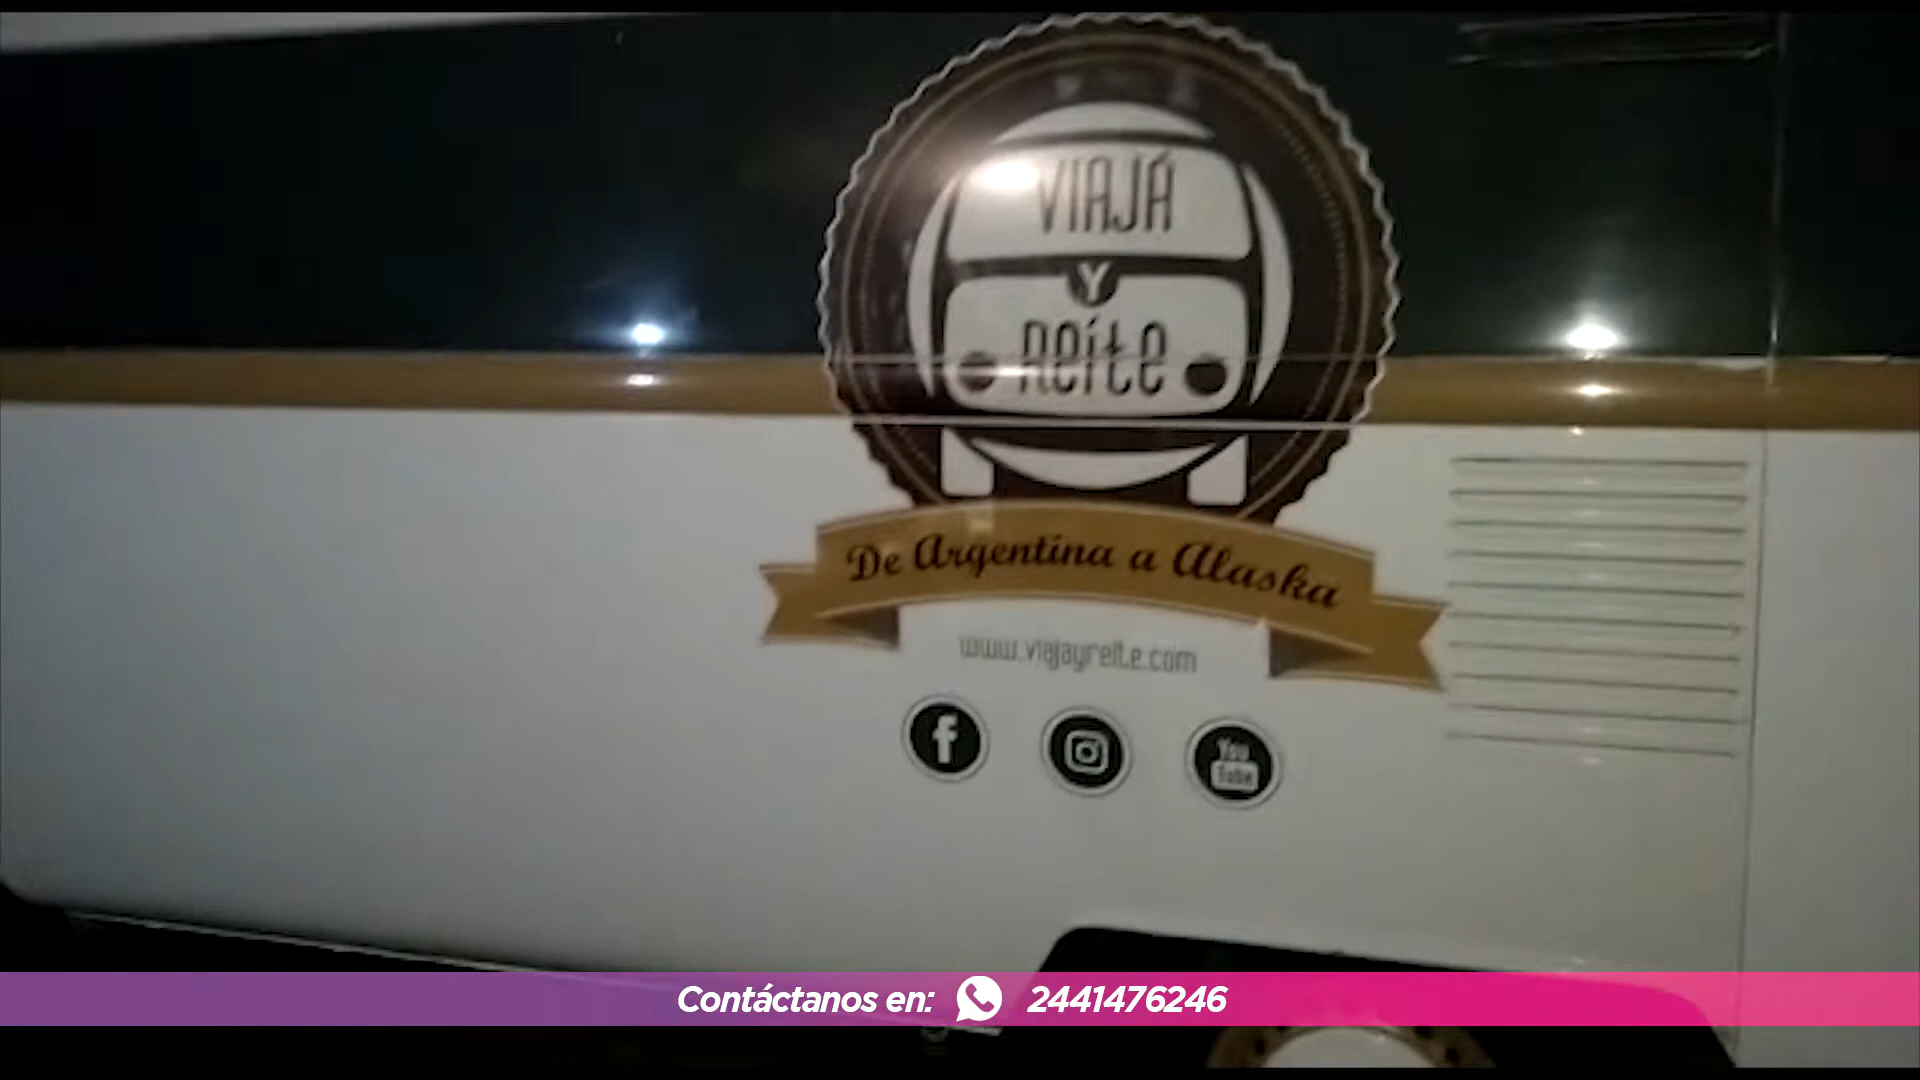 VIAJÁ
Y
Reíte
De Argentina a Alaska
www.viajayreite.com
f
You
Tube
Contáctanos en: 2441476246